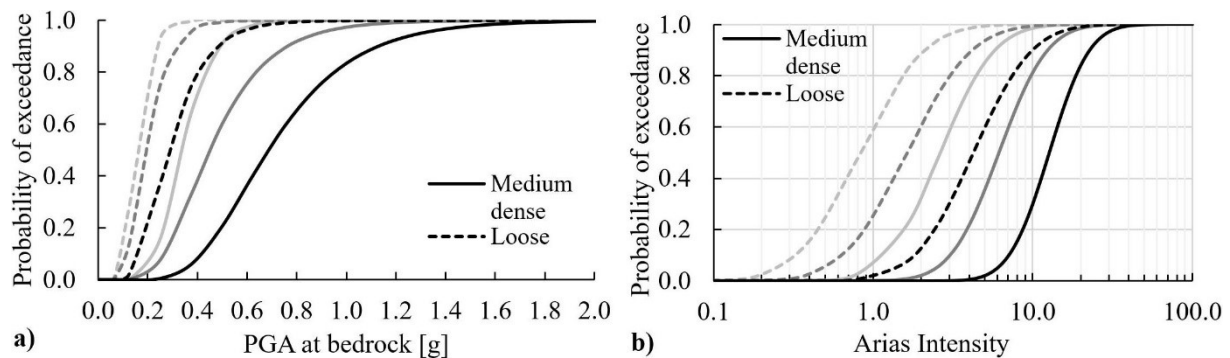 Probability of exceedance
1.0
0.8
0.6
0.4
0.2
0.0
Medium
dense
Loose
0.0 0.2 0.4 0.6 0.8 1.0 1.2 1.4 1.6 1.8 2.0
a) PGA at bedrock [g]
Probability of exceedance
1.0
0.8
0.6
0.4
0.2
0.0
Medium
dense
Loose
0.1 1.0 10.0 100.0
b) Arias Intensity